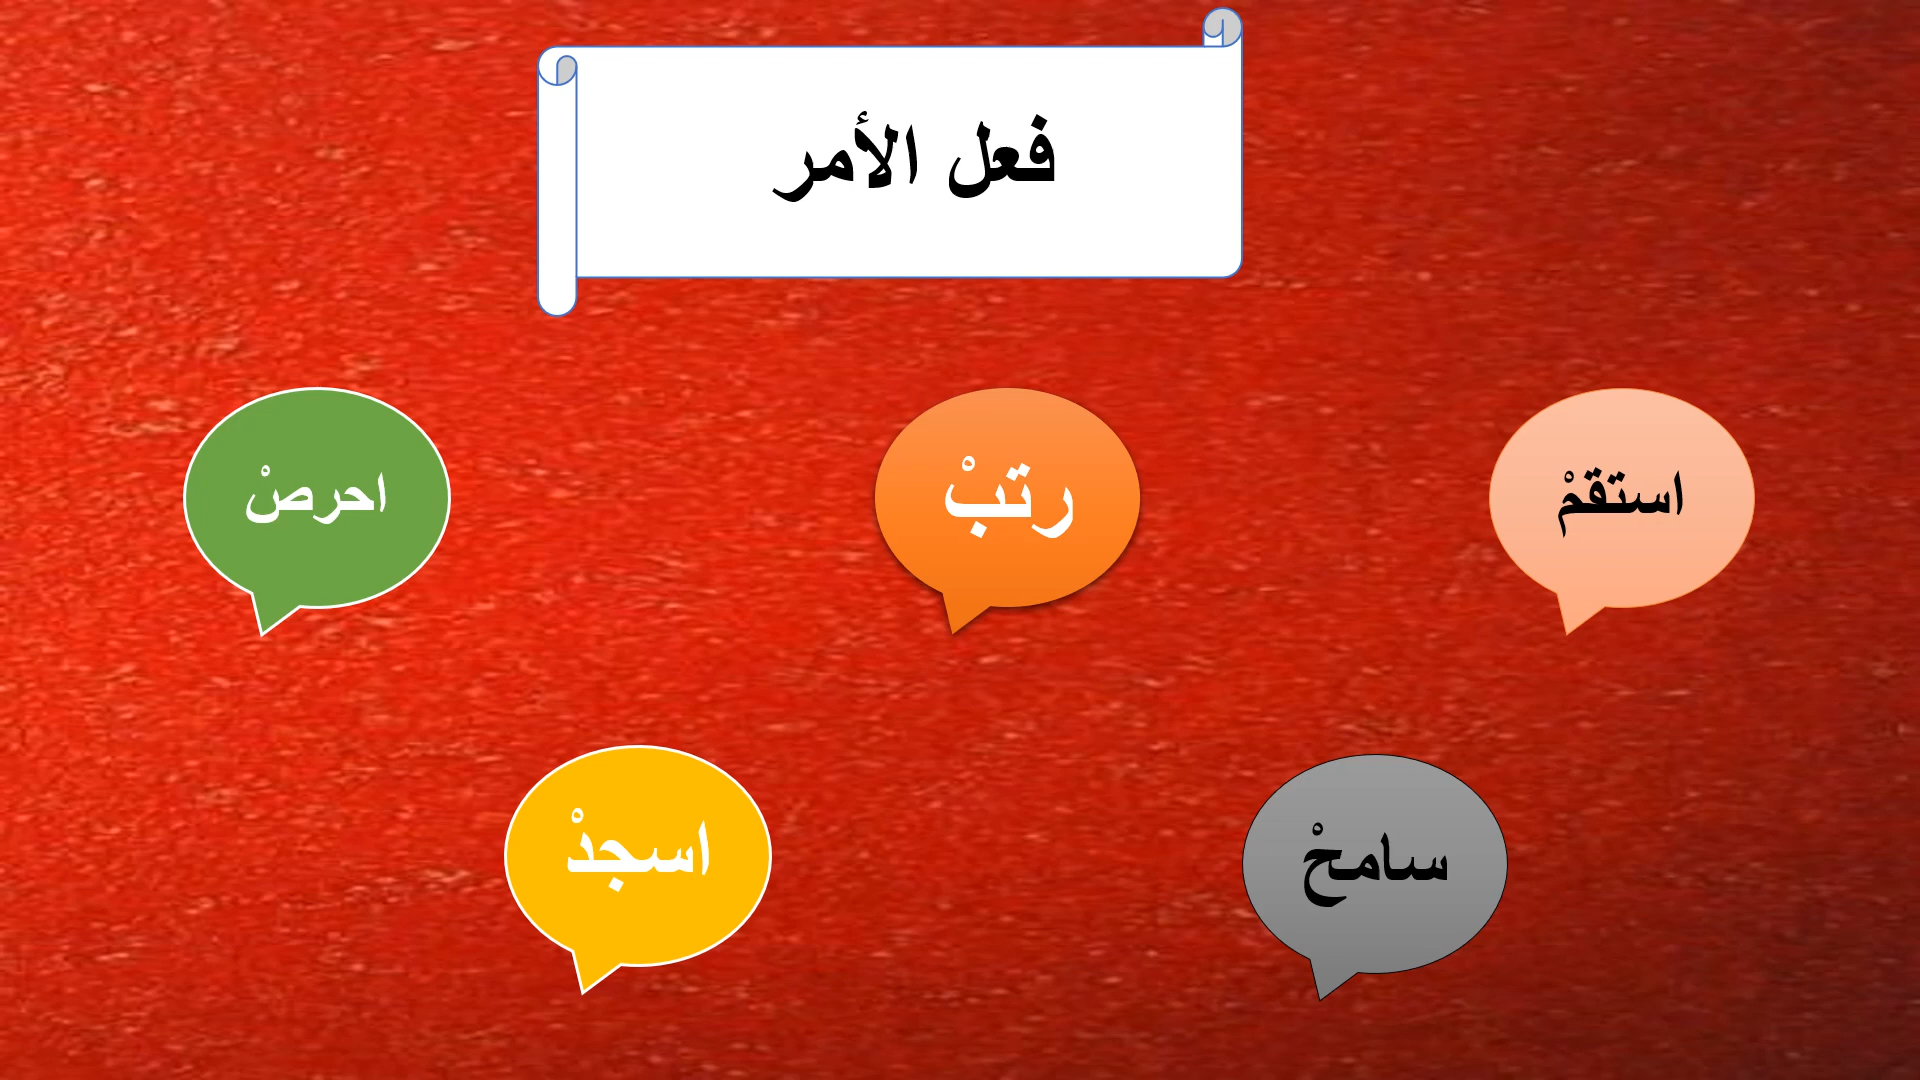 فعل الأمر
استقمْ
رتبْ
احرصْ
سامحْ
اسجدْ